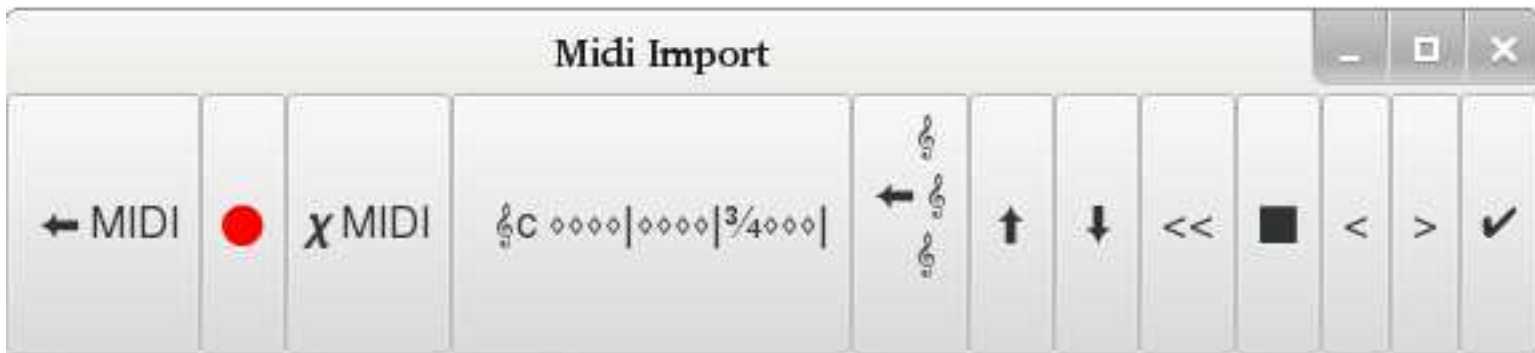 Midi Import
← MIDI ● χ MIDI 𝄞C ⋄⋄⋄⋄|⋄⋄⋄⋄|¾⋄⋄⋄| 𝄞 ← 𝄞 𝄞 ↑ ↓ << ■ < > ✔